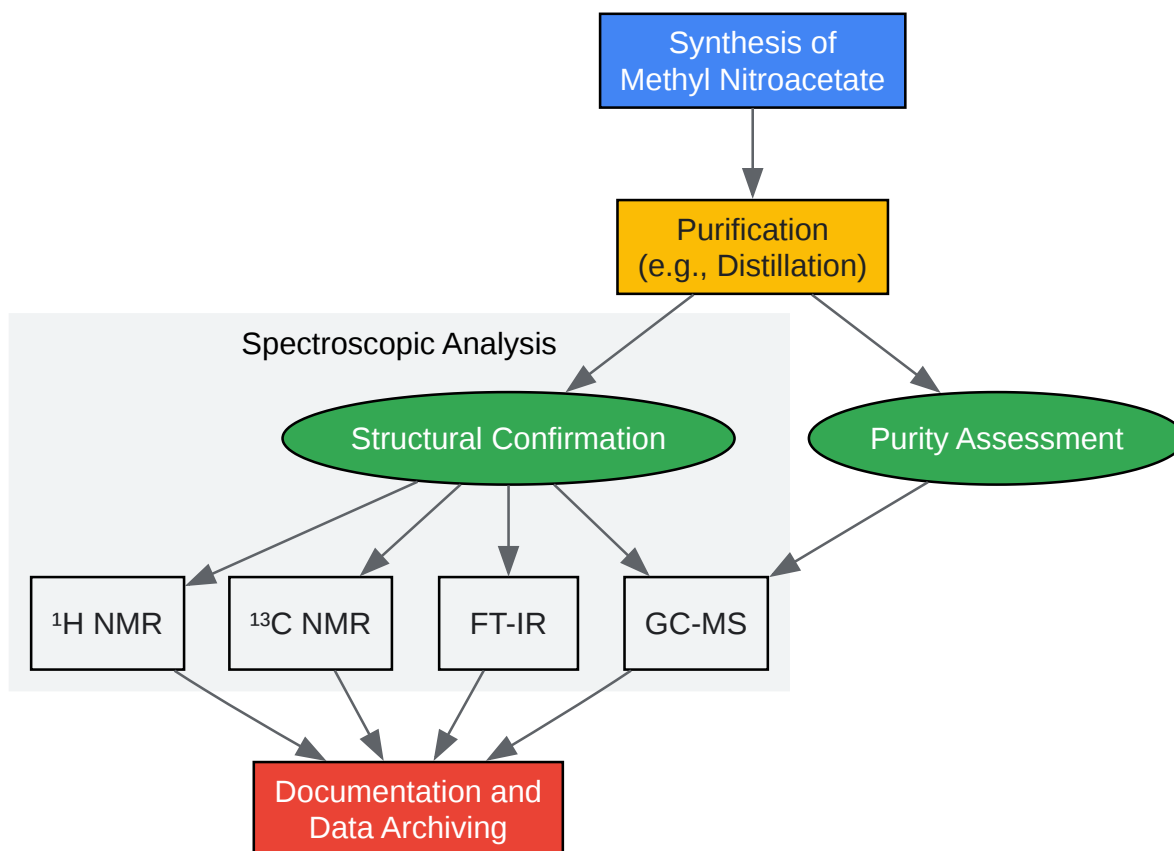 Synthesis of
Methyl Nitroacetate
Purification
(e.g., Distillation)
Spectroscopic Analysis
Structural Confirmation
Purity Assessment
¹H NMR
¹³C NMR
FT-IR
GC-MS
Documentation and
Data Archiving